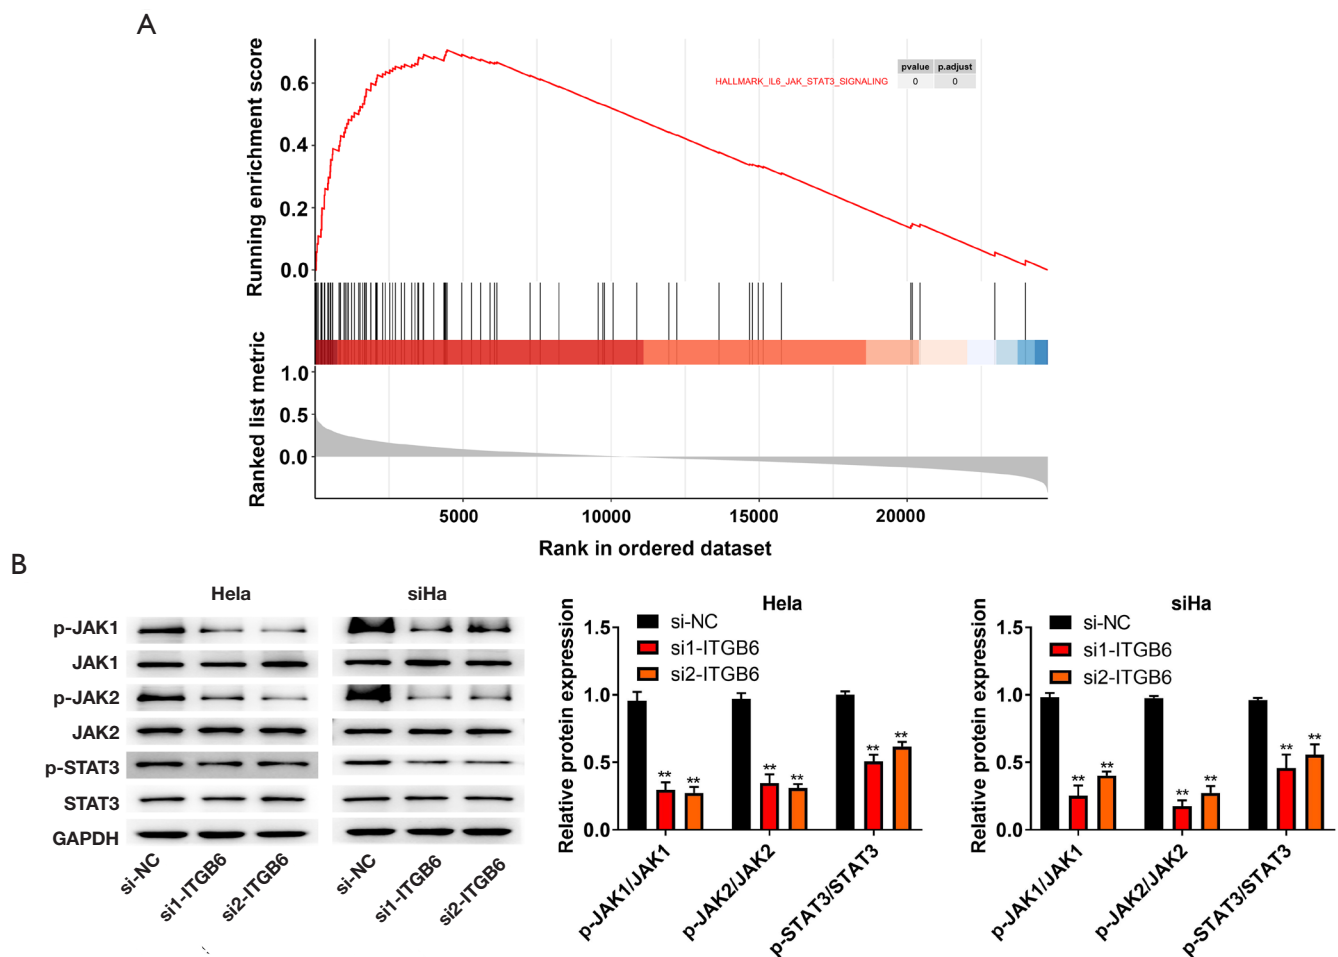 A
Running enrichment score
0.6
0.4
0.2
0.0
HALLMARK_IL6_JAK_STAT3_SIGNALING
pvalue p.adjust
0 0
Ranked list metric
1.0
0.5
0.0
5000 10000 15000 20000
Rank in ordered dataset
B
Hela siHa
p-JAK1
JAK1
p-JAK2
JAK2
p-STAT3
STAT3
GAPDH
si-NC si1-ITGB6 si2-ITGB6 si-NC si1-ITGB6 si2-ITGB6
Hela
Relative protein expression
si-NC
si1-ITGB6
si2-ITGB6
1.5
1.0
0.5
0.0
** ** ** ** ** **
p-JAK1/JAK1 p-JAK2/JAK2 p-STAT3/STAT3
siHa
Relative protein expression
si-NC
si1-ITGB6
si2-ITGB6
1.5
1.0
0.5
0.0
** ** ** ** ** **
p-JAK1/JAK1 p-JAK2/JAK2 p-STAT3/STAT3